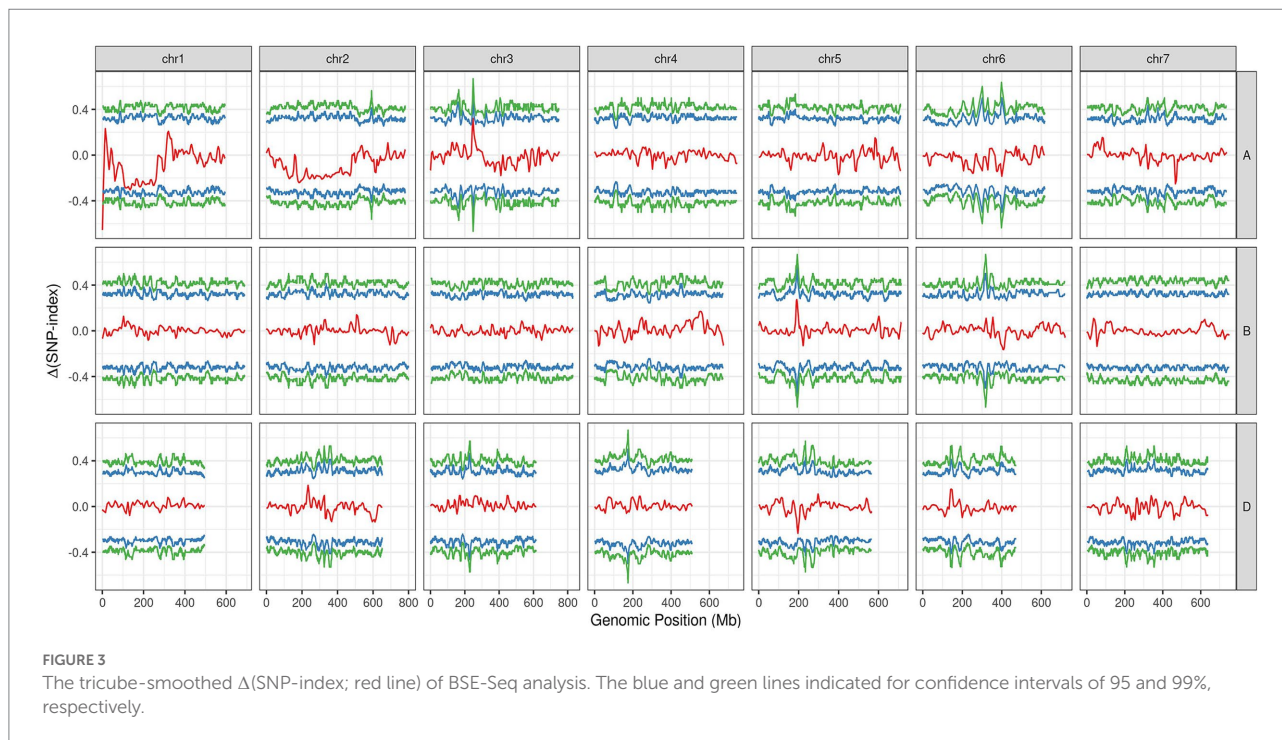 chr1 chr2 chr3 chr4 chr5 chr6 chr7
0.4
0.0
-0.4
A
0.4
0.0
-0.4
B
0.4
0.0
-0.4
D
Δ(SNP-index)
0 200 400 600 0 200 400 600 800 0 200 400 600 800 0 200 400 600 0 200 400 600 0 200 400 600 0 200 400 600
Genomic Position (Mb)
FIGURE 3
The tricube-smoothed Δ(SNP-index; red line) of BSE-Seq analysis. The blue and green lines indicated for confidence intervals of 95 and 99%,
respectively.